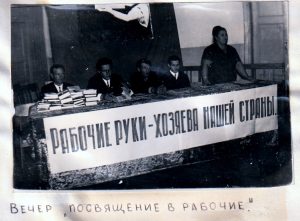 РАБОЧИЕ РУКИ-ХОЗЯЕВА НАШЕЙ СТРАНЫ.
ВЕЧЕР „ПОСВЯЩЕНИЕ В РАБОЧИЕ."